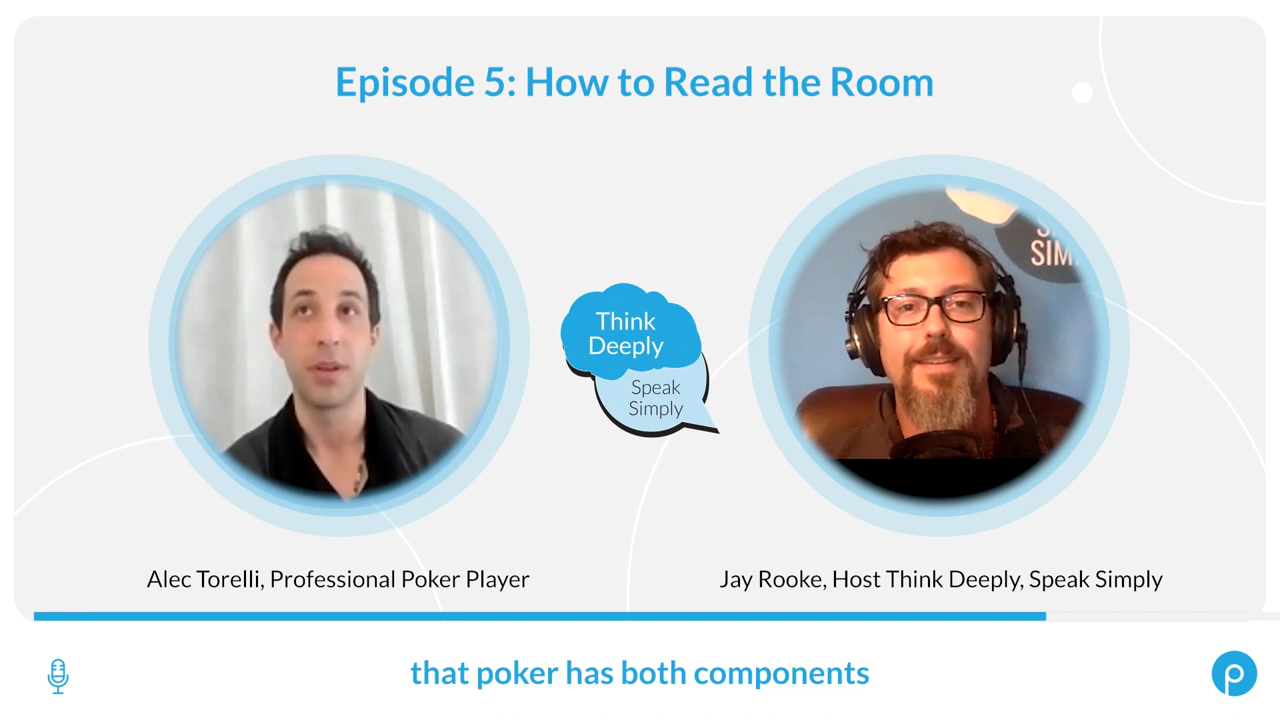 Episode 5: How to Read the Room
SIM
Think
Deeply
Speak
Simply
Alec Torelli, Professional Poker Player
Jay Rooke, Host Think Deeply, Speak Simply
that poker has both components